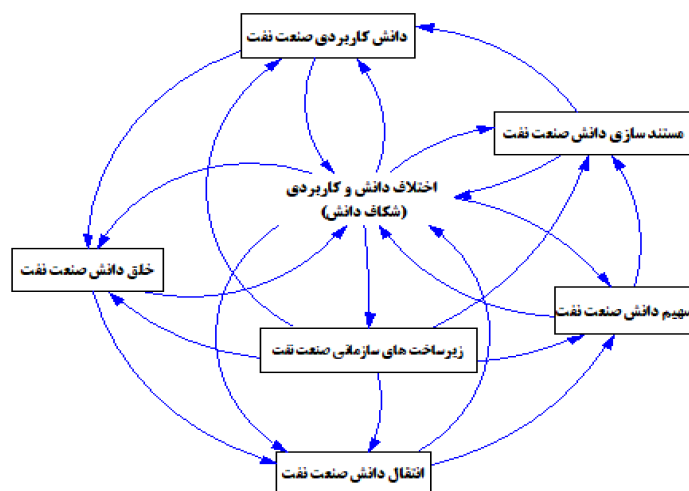 دانش کاربردی صنعت نفت
مستند سازی دانش صنعت نفت
اختلاف دانش و کاربردی
(شکاف دانش)
خلق دانش صنعت نفت
سهیم دانش صنعت نفت
زیرساخت های سازمانی صنعت نفت
انتقال دانش صنعت نفت